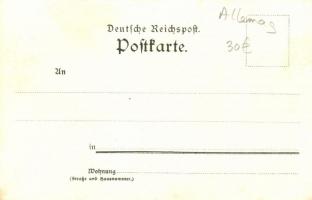 Allemag
Deutsche Reichspost.
Postkarte.
30€
An
in
Wohnung
(Straße und Hausnummer.)